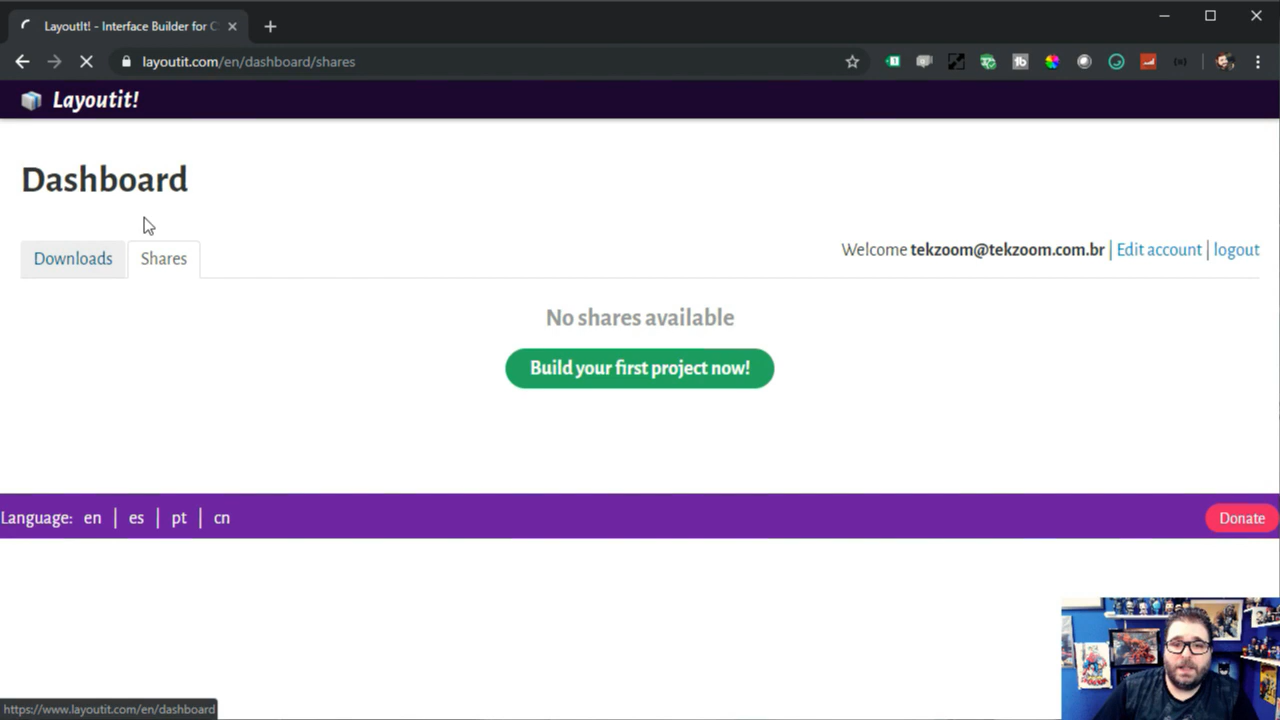 LayoutIt! - Interface Builder for C
layoutit.com/en/dashboard/shares
Layoutit!
Dashboard
Downloads
Shares
Welcome tekzoom@tekzoom.com.br | Edit account | logout
No shares available
Build your first project now!
Language: en | es | pt | cn
Donate
https://www.layoutit.com/en/dashboard